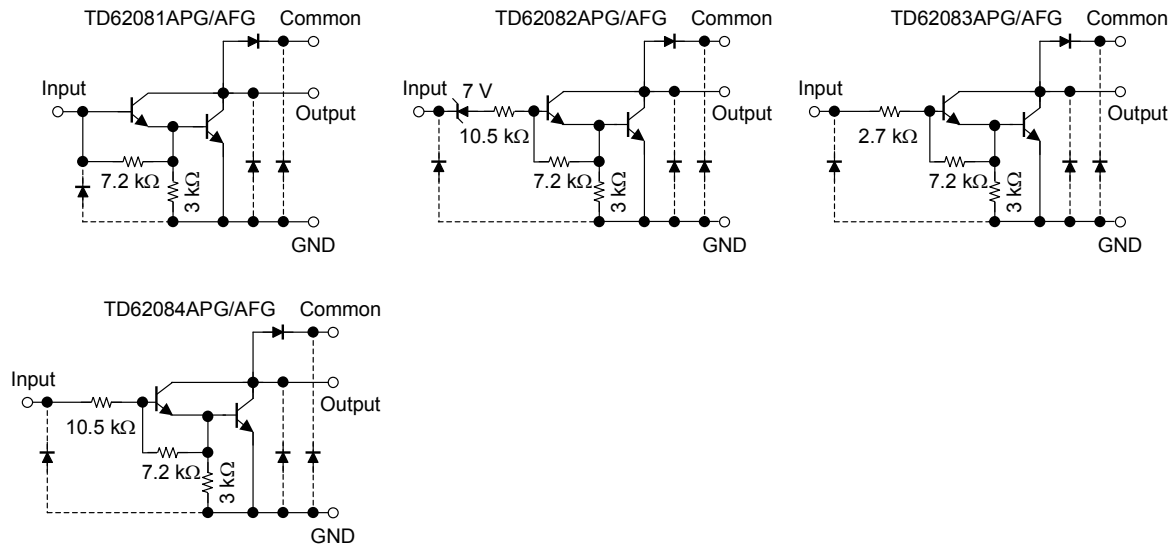 TD62081APG/AFG Common
Input
Output
7.2 kΩ
3 kΩ
GND
TD62082APG/AFG Common
Input
7 V
10.5 kΩ
Output
7.2 kΩ
3 kΩ
GND
TD62083APG/AFG Common
Input
2.7 kΩ
Output
7.2 kΩ
3 kΩ
GND
TD62084APG/AFG Common
Input
10.5 kΩ
Output
7.2 kΩ
3 kΩ
GND